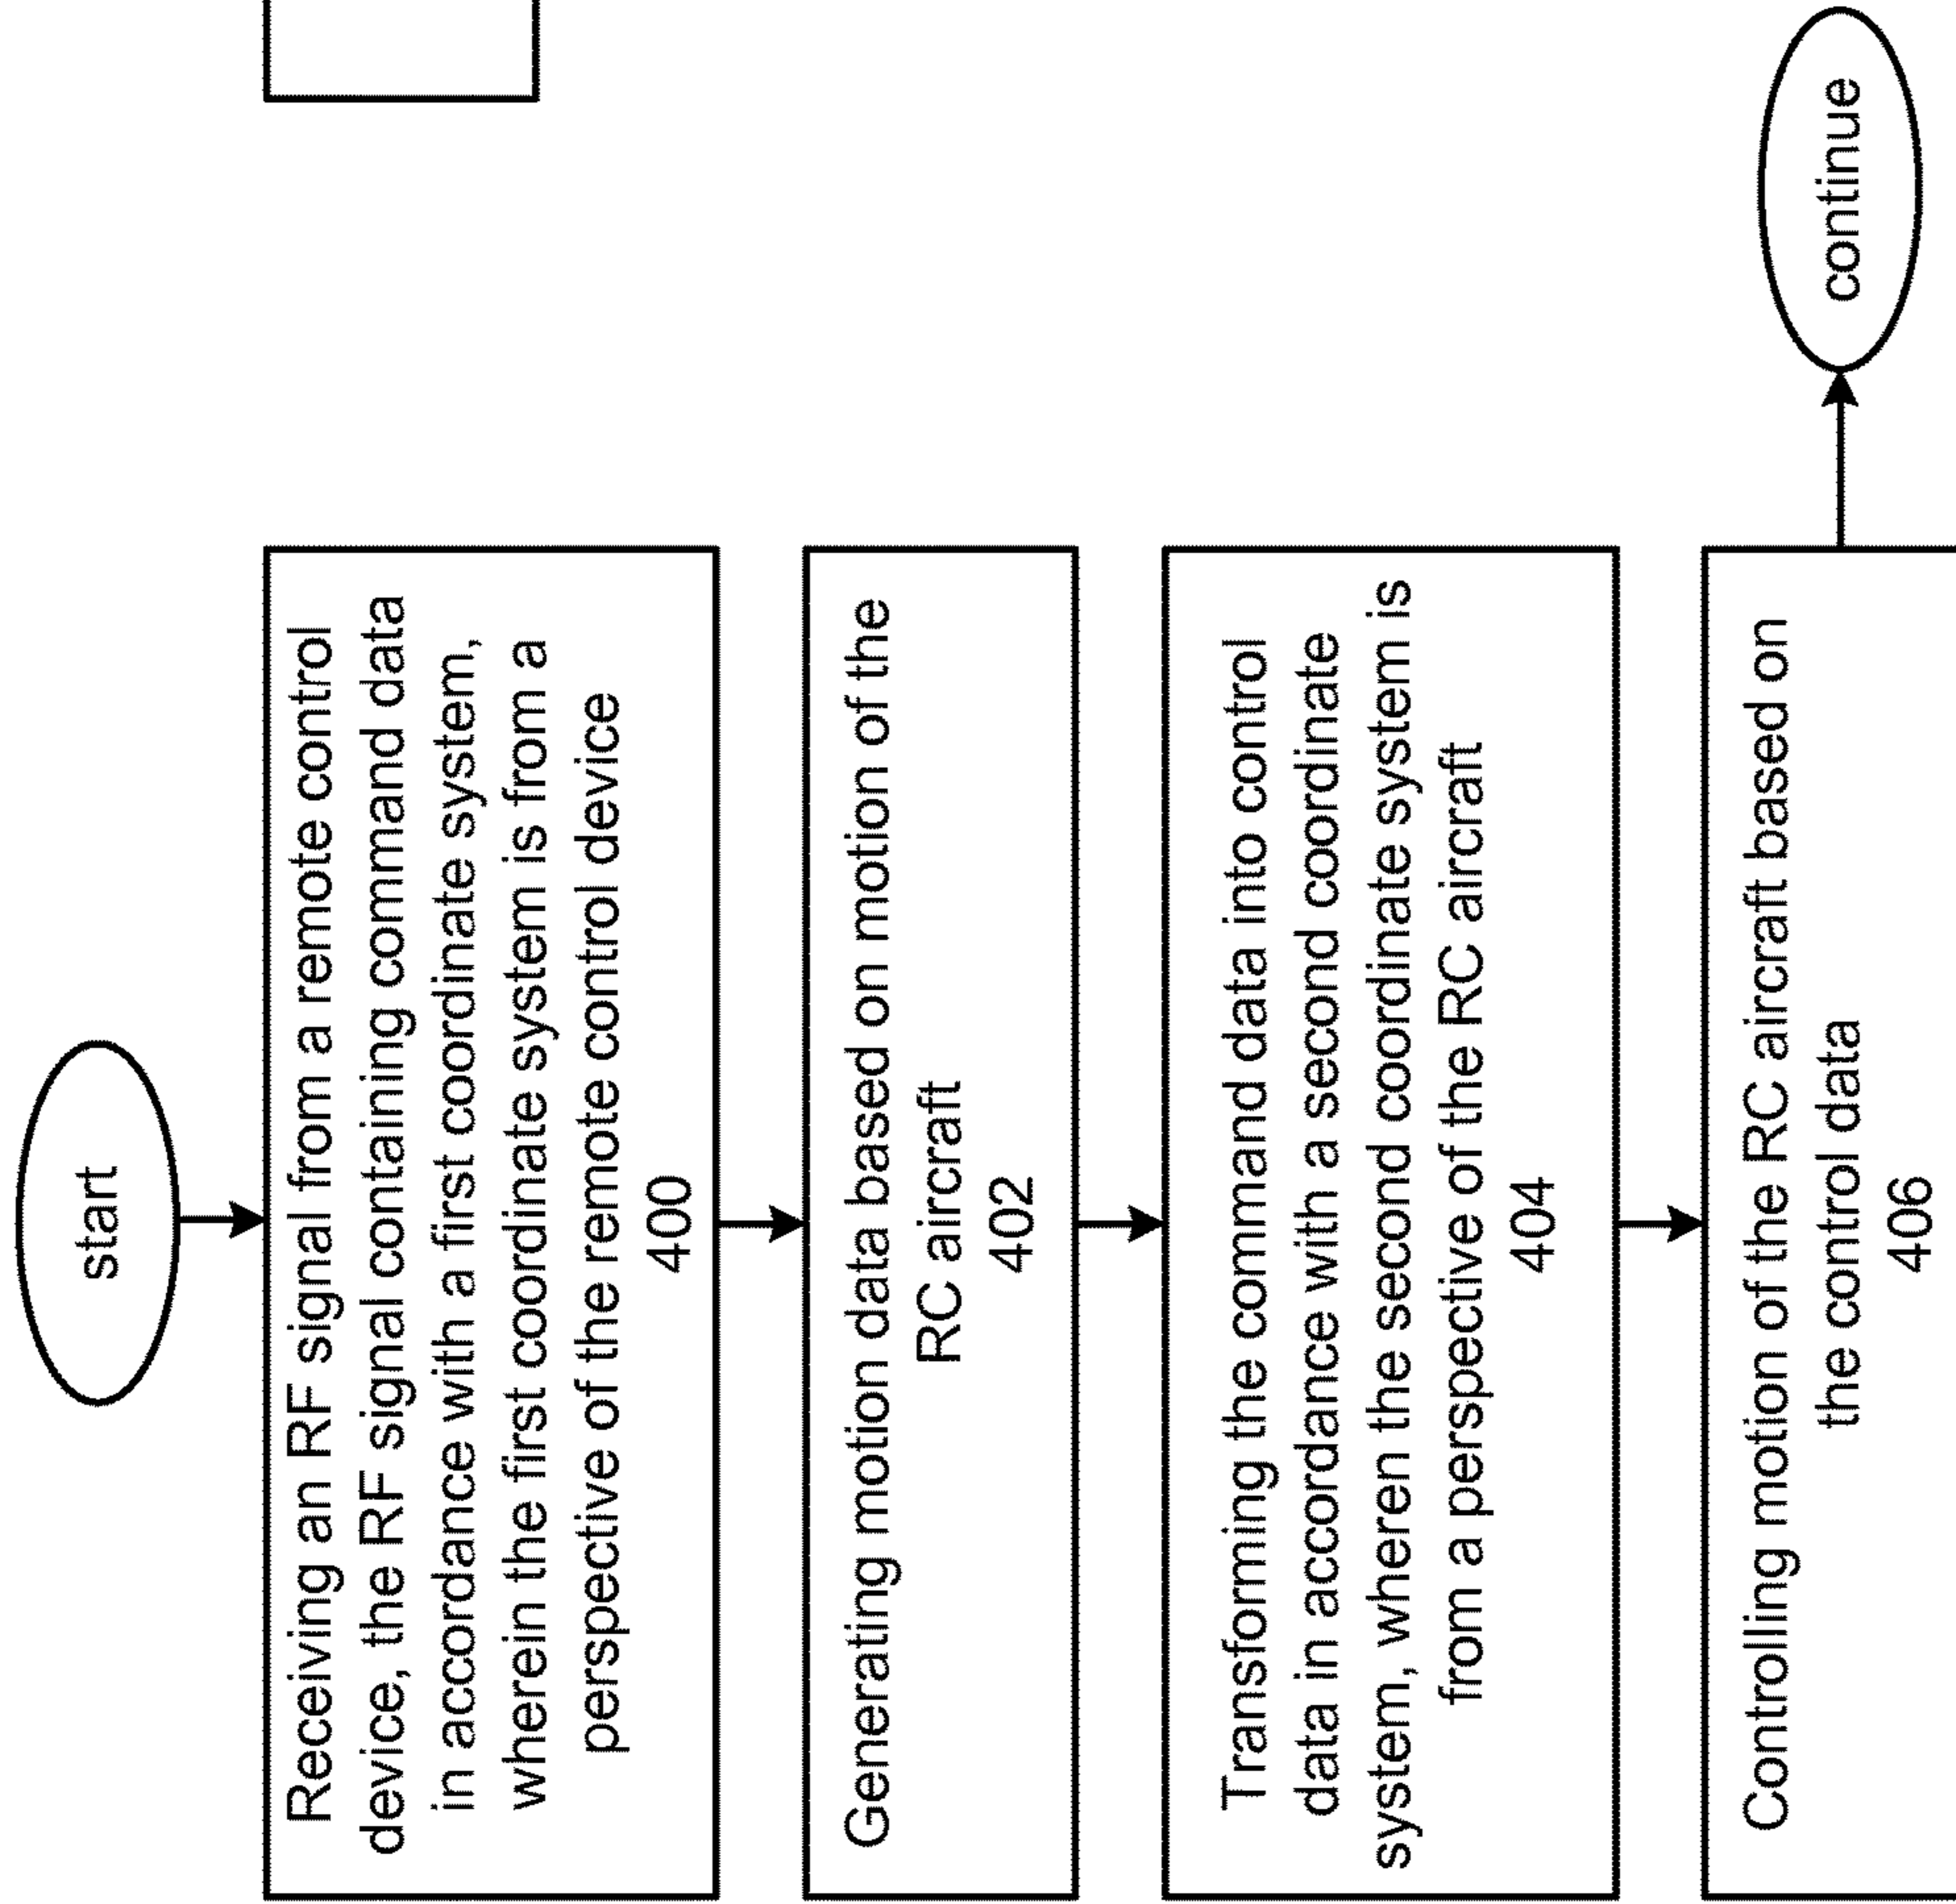 start
Receiving an RF signal from a remote control
device, the RF signal containing command data
in accordance with a first coordinate system,
wherein the first coordinate system is from a
perspective of the remote control device
400
Generating motion data based on motion of the
RC aircraft
402
Transforming the command data into control
data in accordance with a second coordinate
system, wheren the second coordinate system is
from a perspective of the RC aircraft
404
Controlling motion of the RC aircraft based on
the control data
406
continue